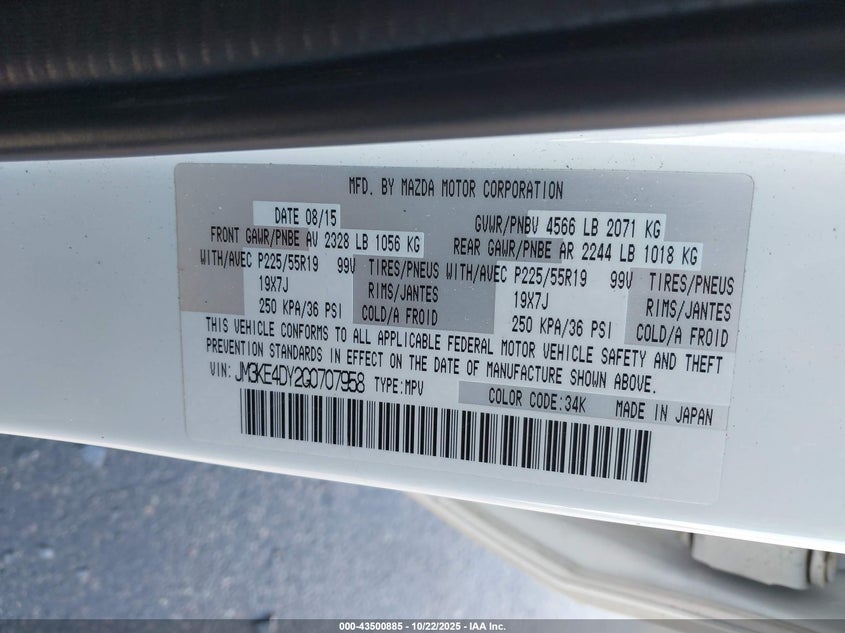 MFD. BY MAZDA MOTOR CORPORATION
DATE 08/15 GVWR/PNBV 4566 LB 2071 KG
FRONT GAWR/PNBE AV 2328 LB 1056 KG REAR GAWR/PNBE AR 2244 LB 1018 KG
WITH/AVEC P225/55R19 99V TIRES/PNEUS WITH/AVEC P225/55R19 99V TIRES/PNEUS
19X7J RIMS/JANTES 19X7J RIMS/JANTES
250 KPA/36 PSI COLD/A FROID 250 KPA/36 PSI COLD/A FROID
THIS VEHICLE CONFORMS TO ALL APPLICABLE FEDERAL MOTOR VEHICLE SAFETY AND THEFT
PREVENTION STANDARDS IN EFFECT ON THE DATE OF MANUFACTURE SHOWN ABOVE.
VIN: JM3KE4DY2G0707958 TYPE:MPV
COLOR CODE:34K MADE IN JAPAN
000-43500885 - 10/22/2025 - IAA Inc.